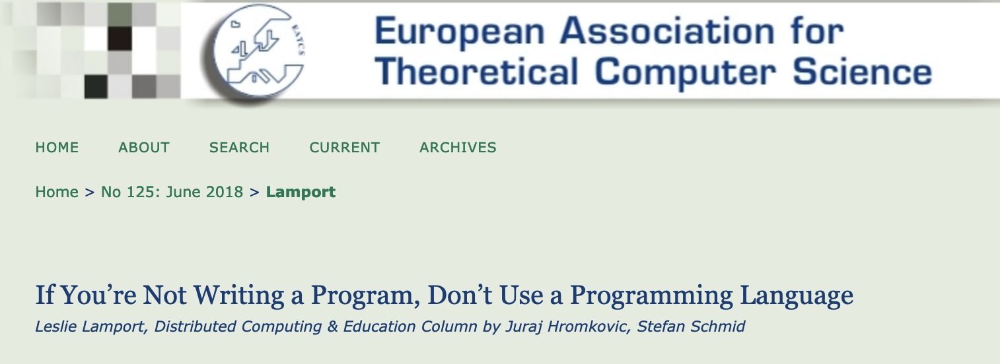 EATCS
European Association for
Theoretical Computer Science
HOME ABOUT SEARCH CURRENT ARCHIVES
Home > No 125: June 2018 > Lamport
If You’re Not Writing a Program, Don’t Use a Programming Language
Leslie Lamport, Distributed Computing & Education Column by Juraj Hromkovic, Stefan Schmid